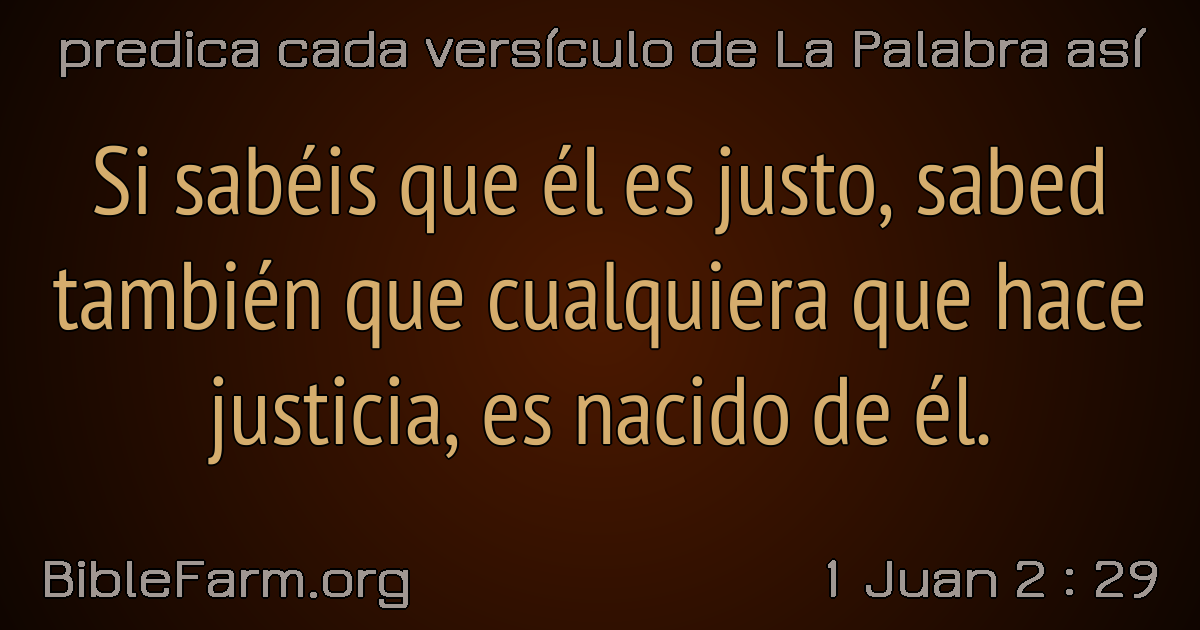 predica cada versículo de La Palabra así
Si sabéis que él es justo, sabed
también que cualquiera que hace
justicia, es nacido de él.
BibleFarm.org
1 Juan 2 : 29